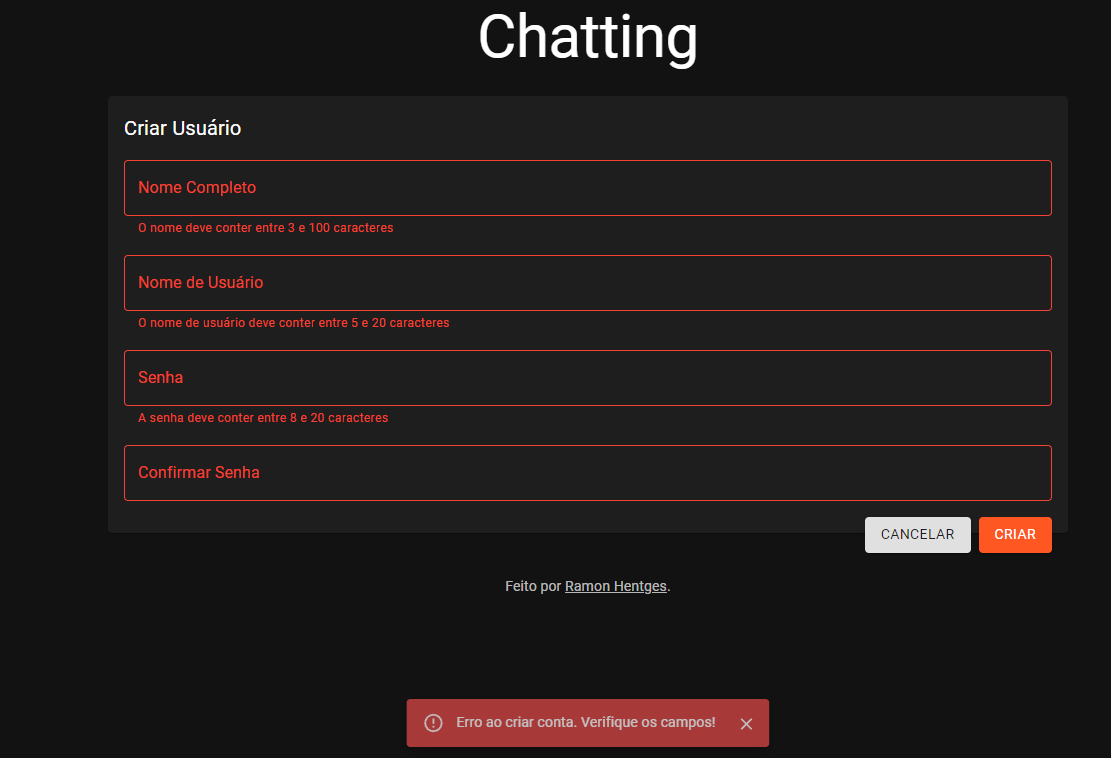 Chatting
Criar Usuário
Nome Completo
O nome deve conter entre 3 e 100 caracteres
Nome de Usuário
O nome de usuário deve conter entre 5 e 20 caracteres
Senha
A senha deve conter entre 8 e 20 caracteres
Confirmar Senha
CANCELAR CRIAR
Feito por Ramon Hentges.
Erro ao criar conta. Verifique os campos!